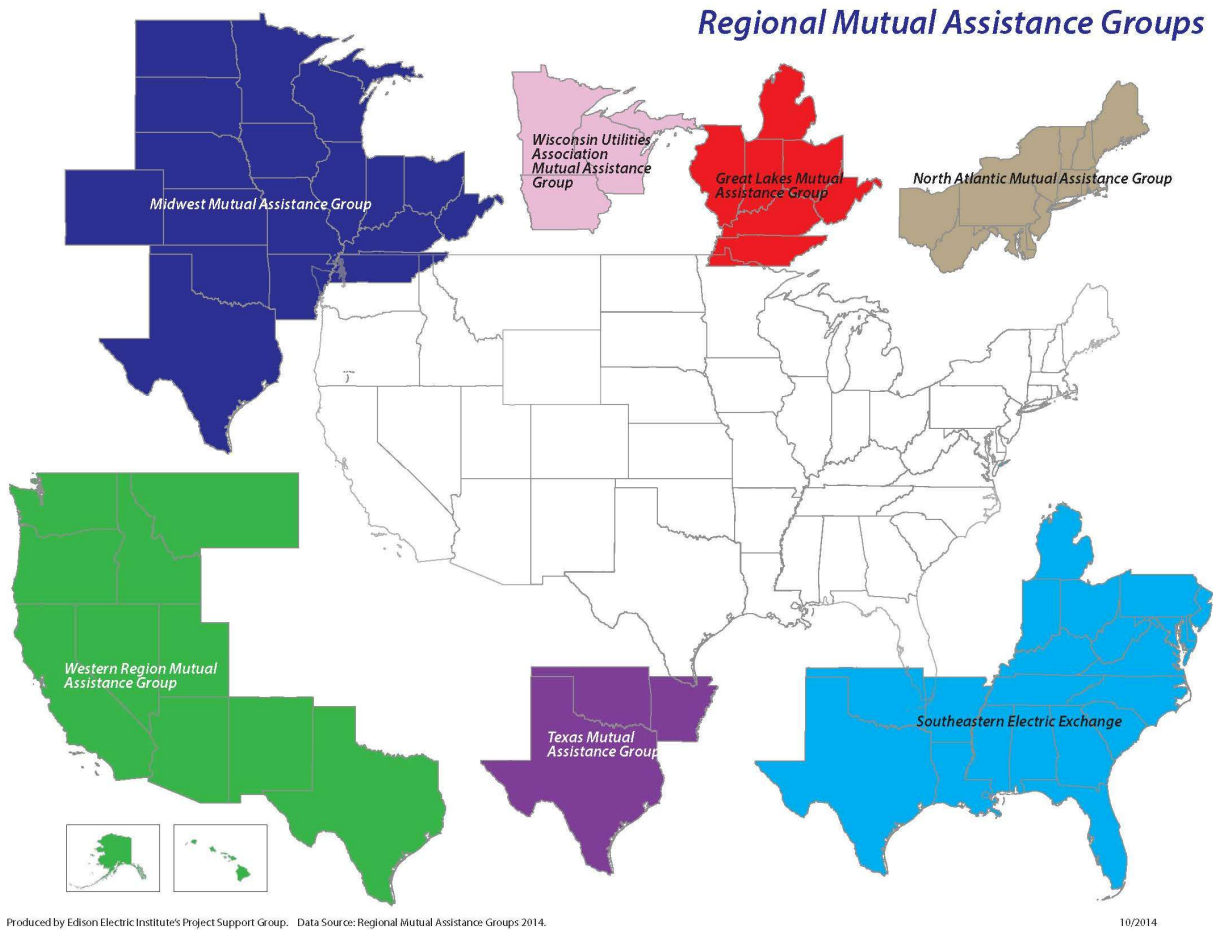 Regional Mutual Assistance Groups
Wisconsin Utilities
Association
Mutual Assistance
Group
Great Lakes Mutual
Assistance Group
North Atlantic Mutual Assistance Group
Midwest Mutual Assistance Group
Western Region Mutual
Assistance Group
Texas Mutual
Assistance Group
Southeastern Electric Exchange
Produced by Edison Electric Institute's Project Support Group. Data Source: Regional Mutual Assistance Groups 2014.
10/2014